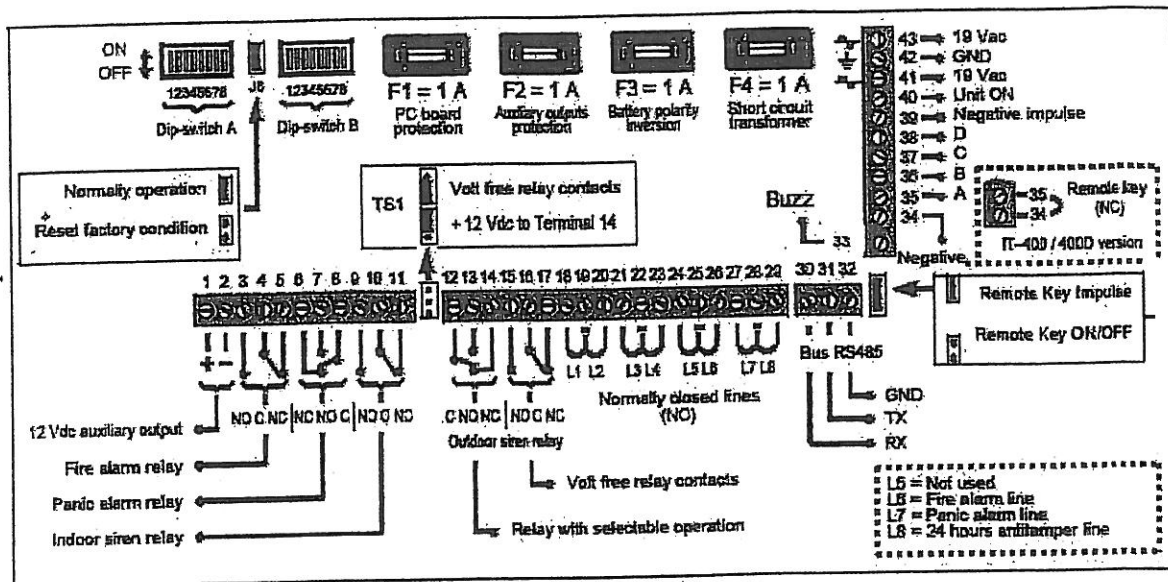 ON
OFF
12345678
Dip-switch A
J6
12345678
Dip-switch B
F1 = 1 A
PC board
protection
F2 = 1 A
Auxiliary outputs
protection
F3 = 1 A
Battery polarity
inversion
F4 = 1 A
Short circuit
transformer
43 19 Vac
42 GND
41 19 Vac
40 Unit ON
39 Negative impulse
38 D
37 C
36 B
35 A
34
Negative
33
Buzz
35
34
Remote key
(NC)
IT-400 / 400D version
Normally operation
Reset factory condition
TS1
Volt free relay contacts
+ 12 Vdc to Terminal 14
Remote Key Impulse
Remote Key ON/OFF
1 2 3 4 5 6 7 8 9 10 11
12 13 14 15 16 17 18 19 20 21 22 23 24 25 26 27 28 29
30 31 32
+ −
L1 L2 L3 L4 L5 L6 L7 L8
Bus RS485
GND
TX
RX
Normally closed lines
NO C NC
C NO NC NO C NC
Outdoor siren relay
12 Vdc auxiliary output
Fire alarm relay
Panic alarm relay
Indoor siren relay
Volt free relay contacts
Relay with selectable operation
L5 = Not used
L6 = Fire alarm line
L7 = Panic alarm line
L8 = 24 hours antitamper line